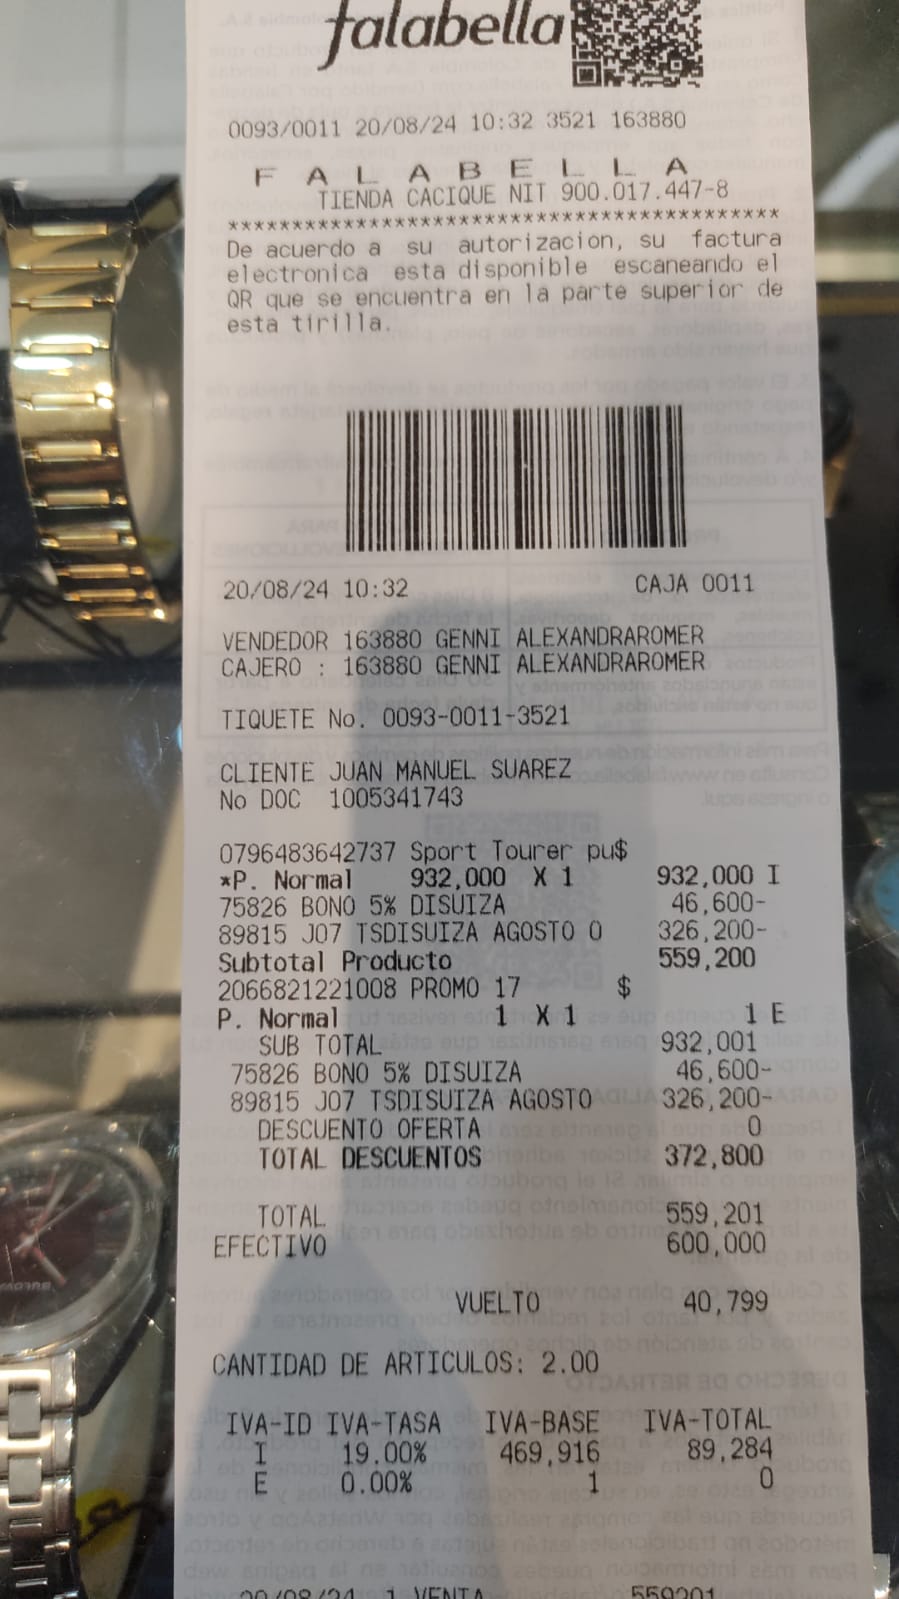 falabella
0093/0011 20/08/24 10:32 3521 163880
F A L A B E L L A
TIENDA CACIQUE NIT 900.017.447-8
******************************************
De acuerdo a su autorizacion, su factura
electronica esta disponible escaneando el
QR que se encuentra en la parte superior de
esta tirilla.
20/08/24 10:32 CAJA 0011
VENDEDOR 163880 GENNI ALEXANDRAROMER
CAJERO : 163880 GENNI ALEXANDRAROMER
TIQUETE No. 0093-0011-3521
CLIENTE JUAN MANUEL SUAREZ
No DOC 1005341743
0796483642737 Sport Tourer pu$
*P. Normal 932,000 X 1 932,000 I
75826 BONO 5% DISUIZA 46,600-
89815 J07 TSDISUIZA AGOSTO 0 326,200-
Subtotal Producto 559,200
2066821221008 PROMO 17 $
P. Normal 1 X 1 1 E
SUB TOTAL 932,001
75826 BONO 5% DISUIZA 46,600-
89815 J07 TSDISUIZA AGOSTO 326,200-
DESCUENTO OFERTA 0
TOTAL DESCUENTOS 372,800
TOTAL 559,201
EFECTIVO 600,000
VUELTO 40,799
CANTIDAD DE ARTICULOS: 2.00
IVA-ID IVA-TASA IVA-BASE IVA-TOTAL
I 19.00% 469,916 89,284
E 0.00% 1 0
20/08/24 1 VENTA 559201